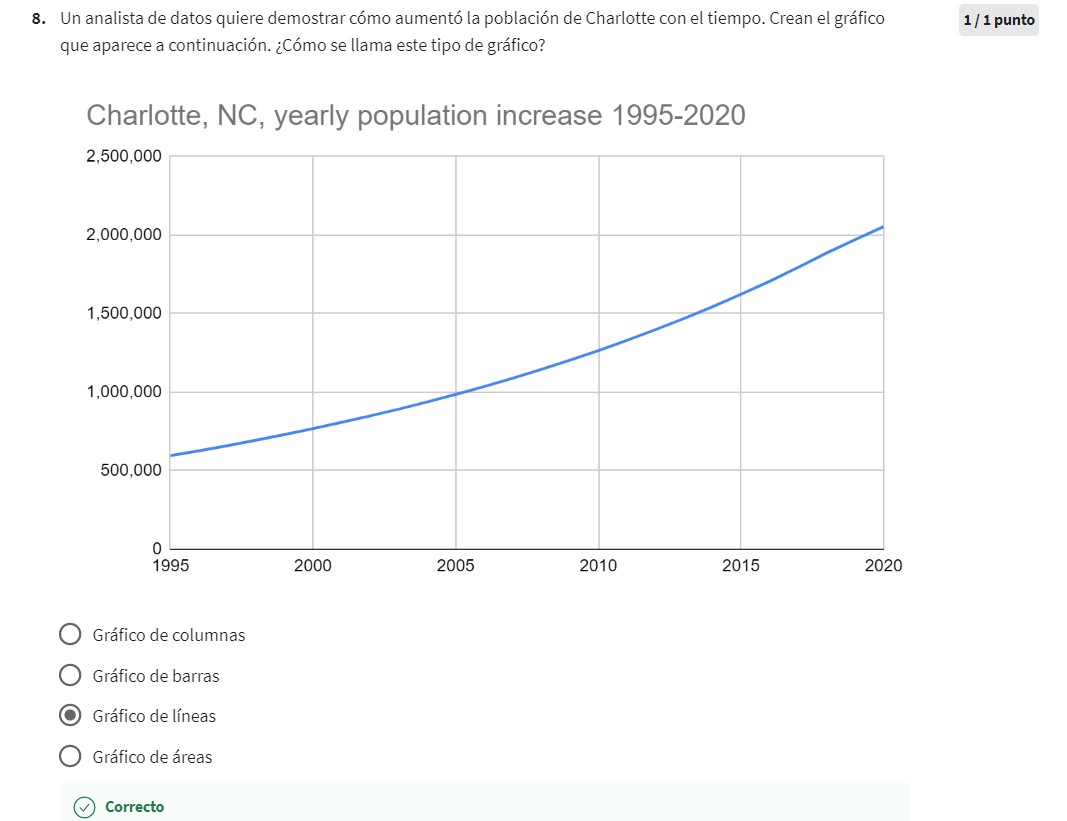 8. Un analista de datos quiere demostrar cómo aumentó la población de Charlotte con el tiempo. Crean el gráfico
que aparece a continuación. ¿Cómo se llama este tipo de gráfico?
1 / 1 punto
Charlotte, NC, yearly population increase 1995-2020
2,500,000
2,000,000
1,500,000
1,000,000
500,000
0
1995 2000 2005 2010 2015 2020
Gráfico de columnas
Gráfico de barras
Gráfico de líneas
Gráfico de áreas
Correcto